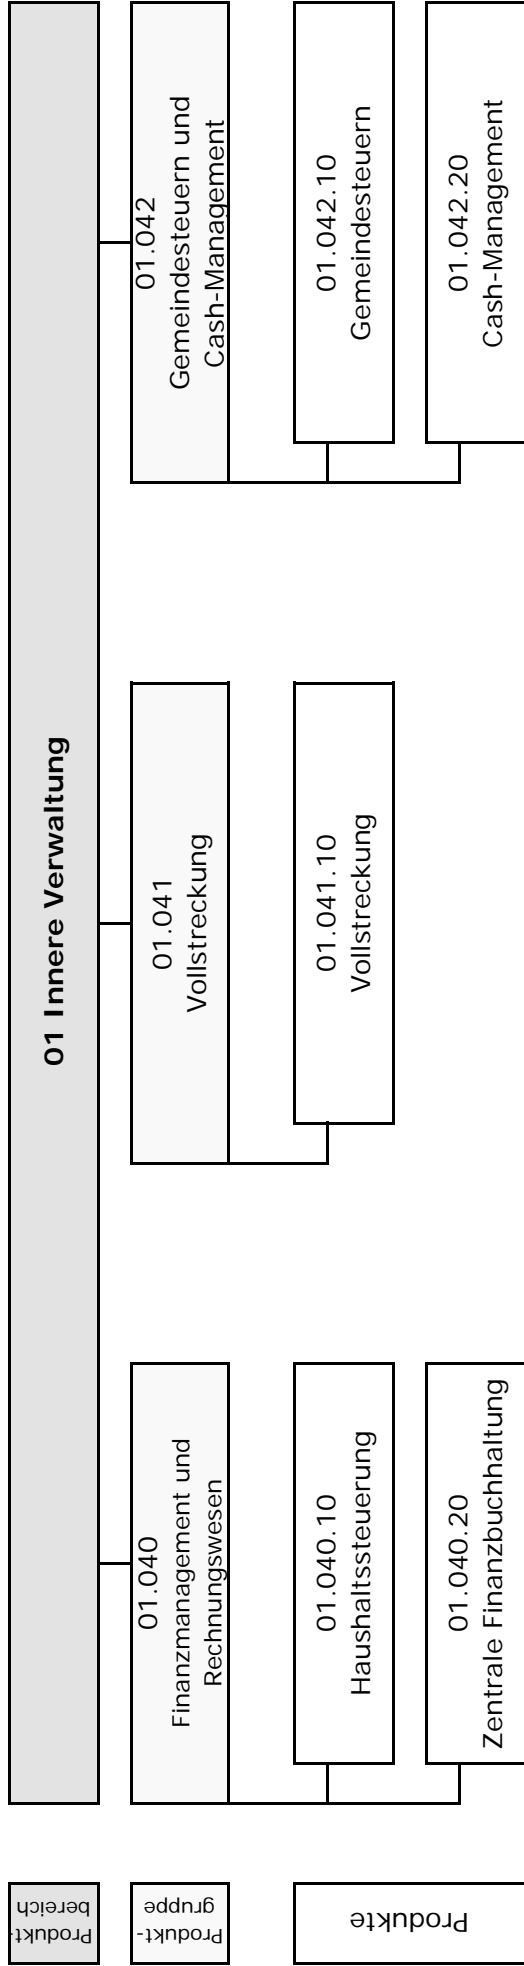 Produkt-
bereich
01 Innere Verwaltung
Produkt-
gruppe
01.040
Finanzmanagement und
Rechnungswesen
01.041
Vollstreckung
01.042
Gemeindesteuern und
Cash-Management
Produkte
01.040.10
Haushaltssteuerung
01.041.10
Vollstreckung
01.042.10
Gemeindesteuern
01.040.20
Zentrale Finanzbuchhaltung
01.042.20
Cash-Management